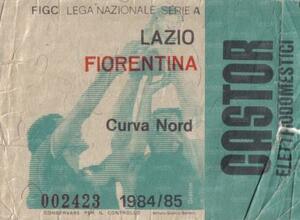 FIGC LEGA NAZIONALE SERIE A
LAZIO
FIORENTINA
Curva Nord
002423 1984/85
CONSERVARE PER IL CONTROLLO
CASTOR
ELETTRODOMESTICI